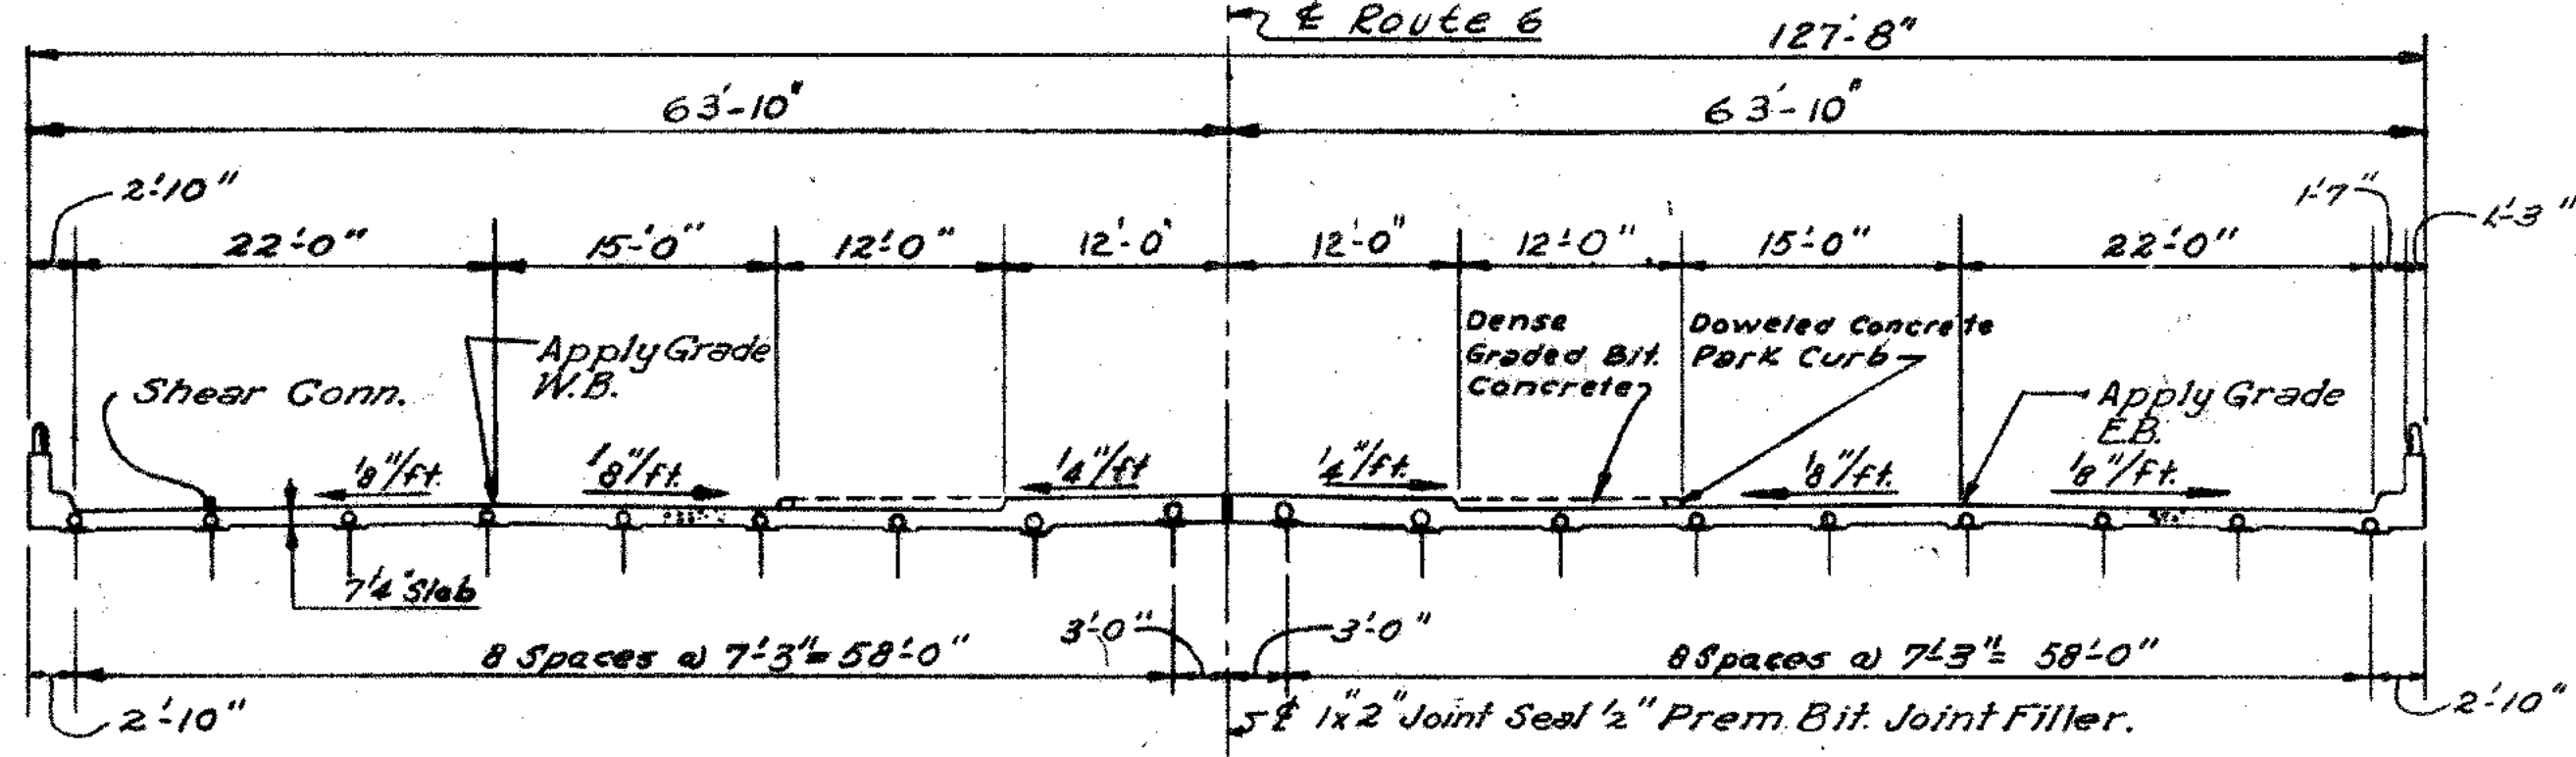 ℄ Route 6
127'-8"
63'-10"
63'-10"
2'-10"
1'-7"
1'-3"
22'-0"
15'-0"
12'-0"
12'-0"
12'-0"
12'-0"
15'-0"
22'-0"
Dense
Graded Bit.
Concrete
Doweled Concrete
Park Curb
Apply Grade
W.B.
Shear Conn.
Apply Grade
E.B.
1/8"/ft.
1/8"/ft.
1/4"/ft
1/4"/ft.
1/8"/ft.
1/8"/ft.
7 1/4" Slab
3'-0"
3'-0"
8 Spaces @ 7'-3" = 58'-0"
8 Spaces @ 7'-3" = 58'-0"
2'-10"
℄ 1"x2" Joint Seal 1/2" Prem. Bit. Joint Filler.
2'-10"